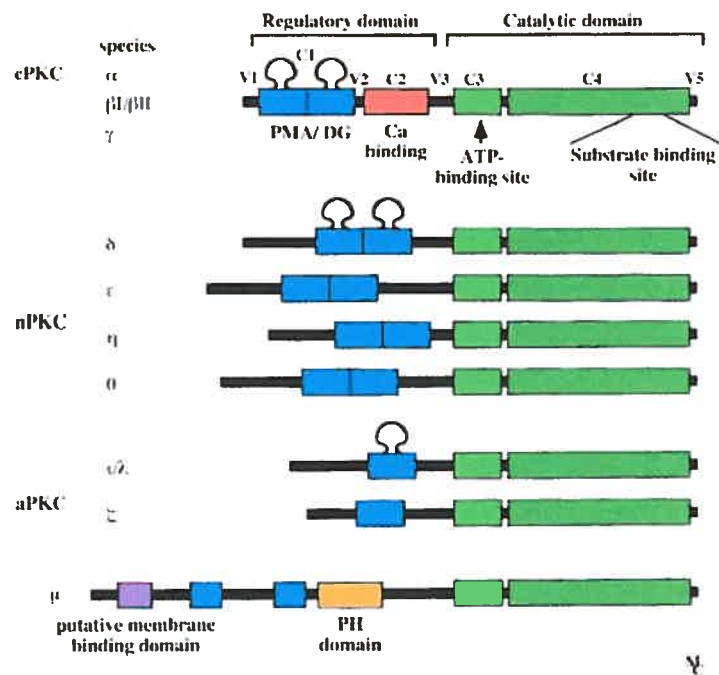 Regulatory domain
Catalytic domain
species
C1
cPKC
α
V1
V2
C2
V3
C3
C4
V5
βI/βII
γ
PMA/ DG
Ca
binding
ATP-
binding site
Substrate binding
site
δ
ε
nPKC
η
θ
ι/λ
aPKC
ζ
μ
putative membrane
binding domain
PH
domain